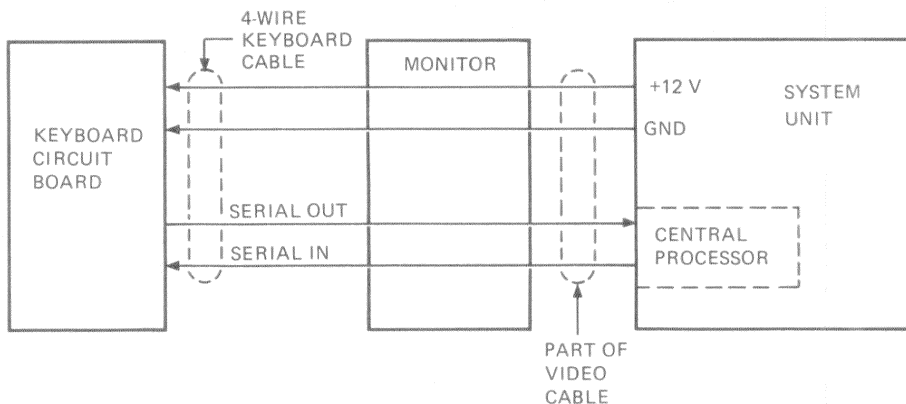 4-WIRE
KEYBOARD
CABLE
MONITOR
+12 V
SYSTEM
UNIT
GND
KEYBOARD
CIRCUIT
BOARD
SERIAL OUT
SERIAL IN
CENTRAL
PROCESSOR
PART OF
VIDEO
CABLE